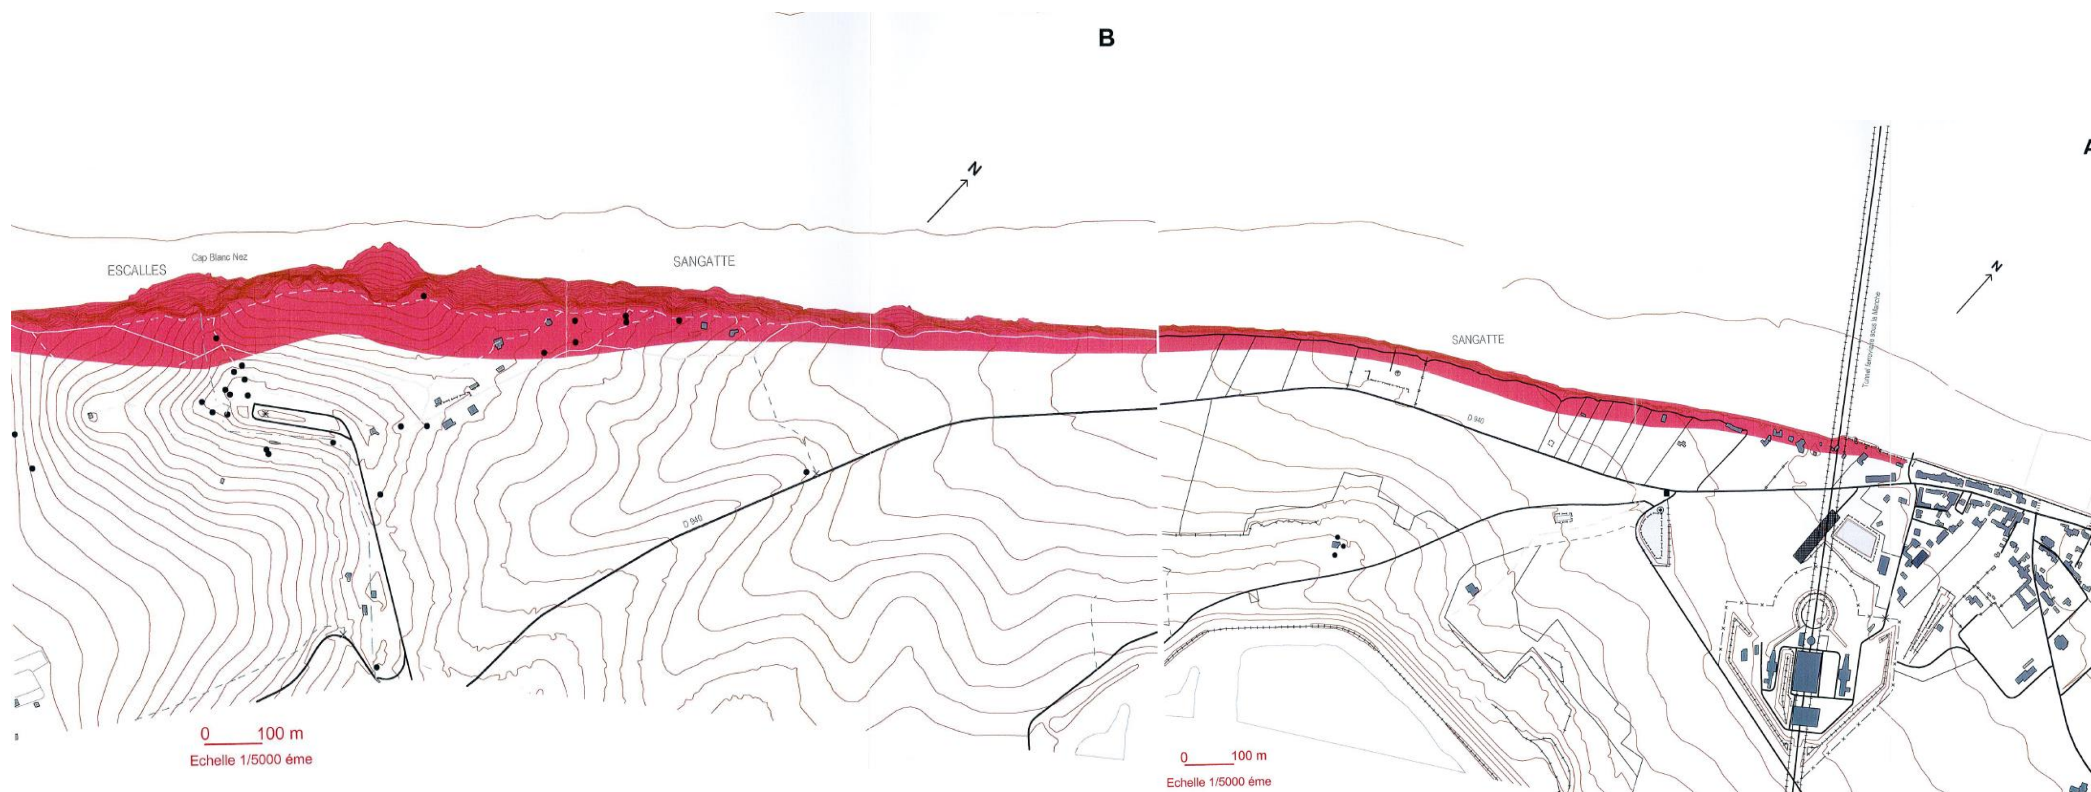 B
A
N
N
Cap Blanc Nez
ESCALLES
SANGATTE
SANGATTE
Tunnel ferroviaire sous la Manche
D 940
D 940
0 100 m
Echelle 1/5000 éme
0 100 m
Echelle 1/5000 éme